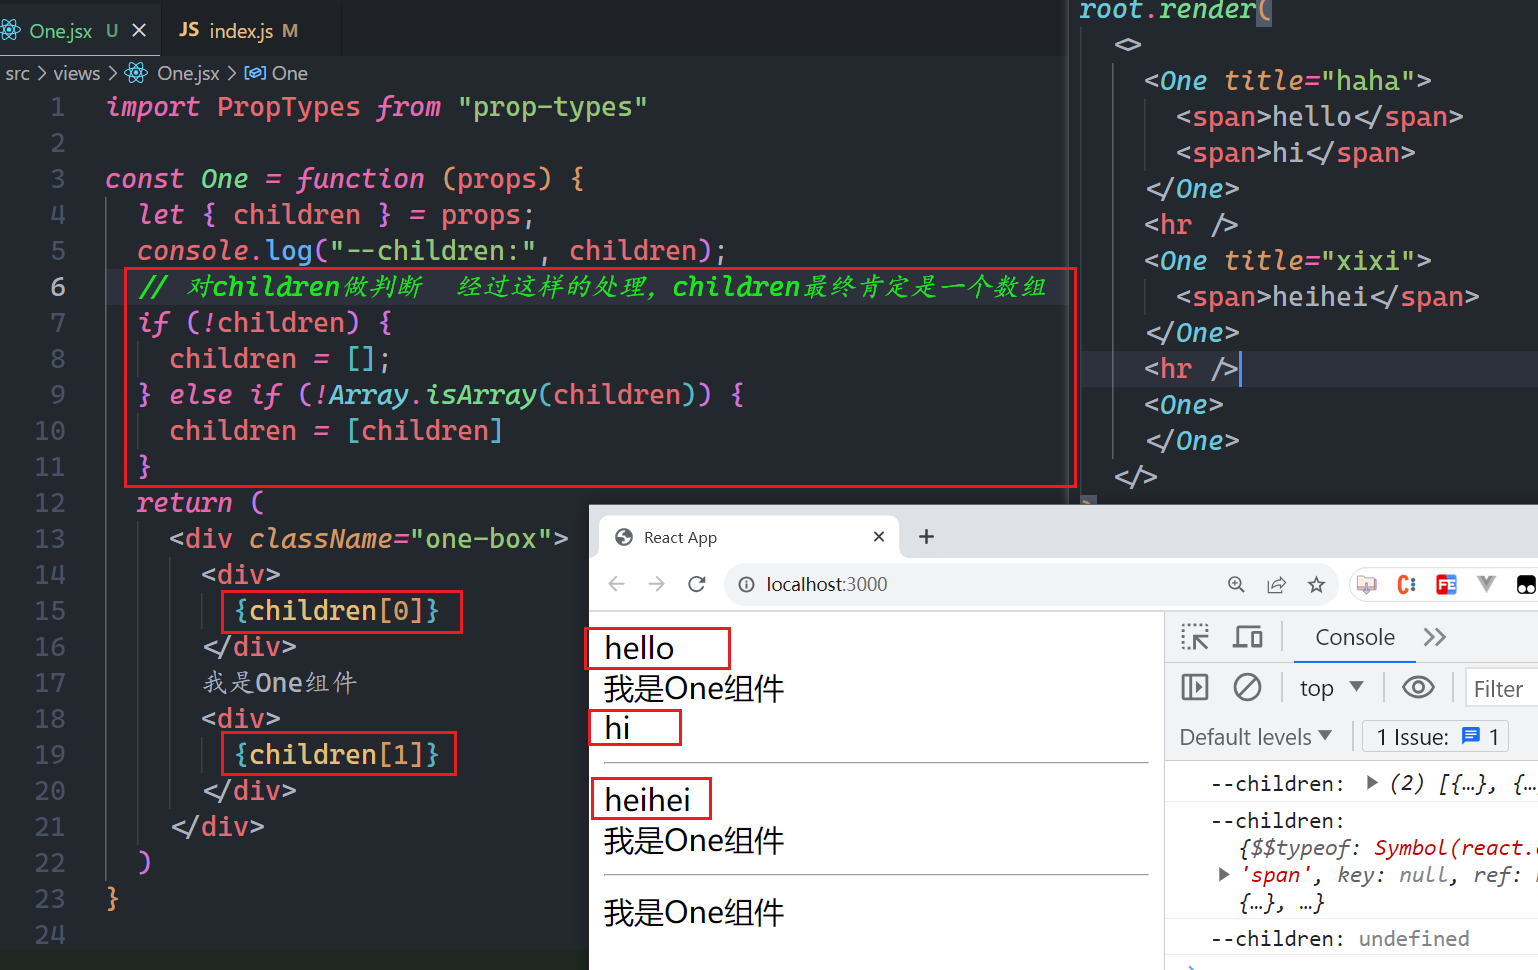 One.jsx U
JS index.js M
src > views > One.jsx > One
1 import PropTypes from "prop-types"
2
3 const One = function (props) {
4 let { children } = props;
5 console.log("--children:", children);
6 // 对children做判断 经过这样的处理，children最终肯定是一个数组
7 if (!children) {
8 children = [];
9 } else if (!Array.isArray(children)) {
10 children = [children]
11 }
12 return (
13 <div className="one-box">
14 <div>
15 {children[0]}
16 </div>
17 我是One组件
18 <div>
19 {children[1]}
20 </div>
21 </div>
22 )
23 }
24
root.render(
<>
<One title="haha">
<span>hello</span>
<span>hi</span>
</One>
<hr />
<One title="xixi">
<span>heihei</span>
</One>
<hr />
<One>
</One>
</>
React App
localhost:3000
hello
我是One组件
hi
heihei
我是One组件
我是One组件
Console
top
Filter
Default levels
1 Issue: 1
--children: (2) [{…}, {…
--children:
{$$typeof: Symbol(react.
'span', key: null, ref:
{…}, …}
--children: undefined